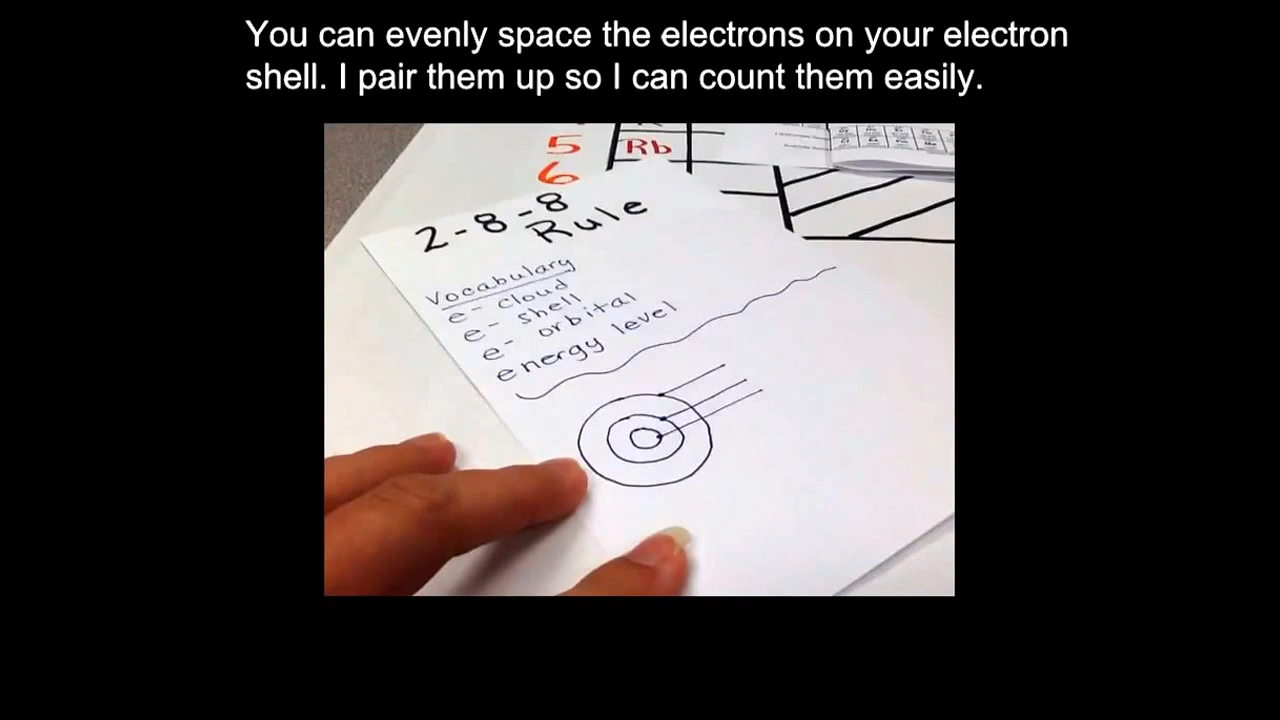 You can evenly space the electrons on your electron
shell. I pair them up so I can count them easily.
5 Rb
6
2-8-8
Rule
Vocabulary
e- cloud
e- shell
e- orbital
energy level